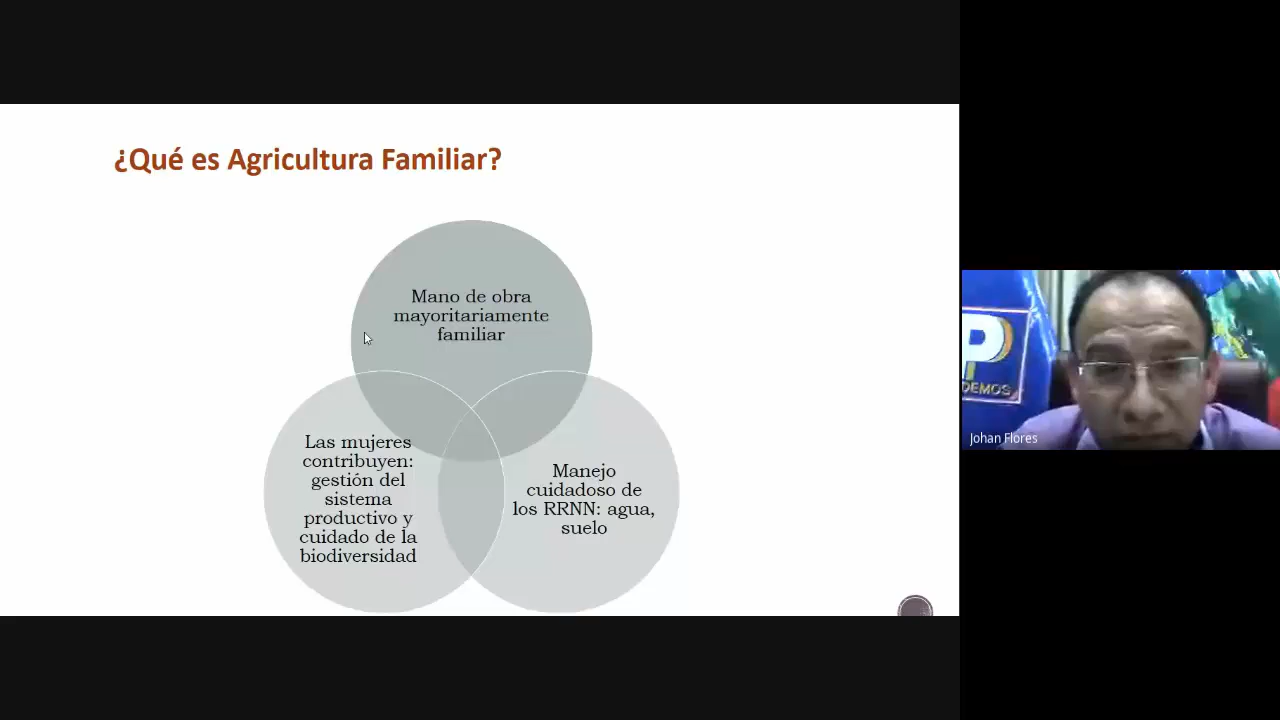 ¿Qué es Agricultura Familiar?
Mano de obra
mayoritariamente
familiar
Las mujeres
contribuyen:
gestión del
sistema
productivo y
cuidado de la
biodiversidad
Manejo
cuidadoso de
los RRNN: agua,
suelo
P
DEMOS
Johan Flores